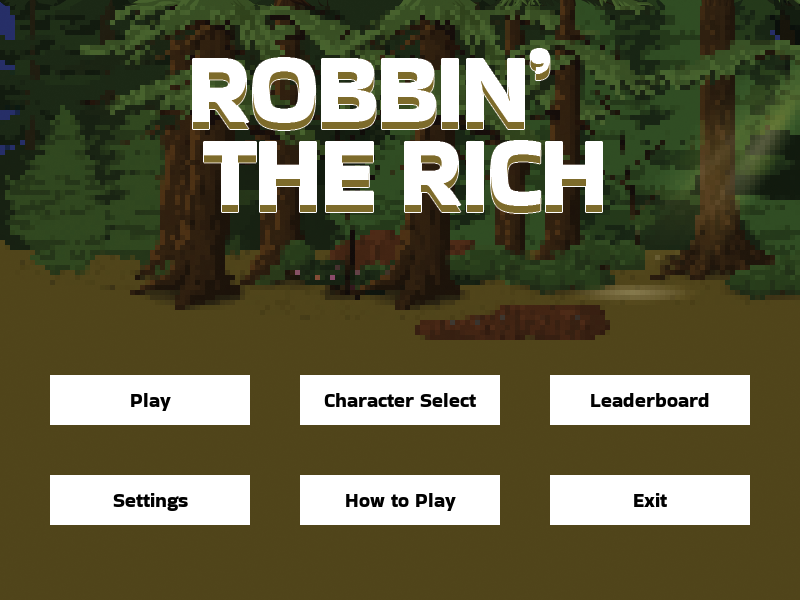 ROBBIN’
THE RICH
Play
Character Select
Leaderboard
Settings
How to Play
Exit